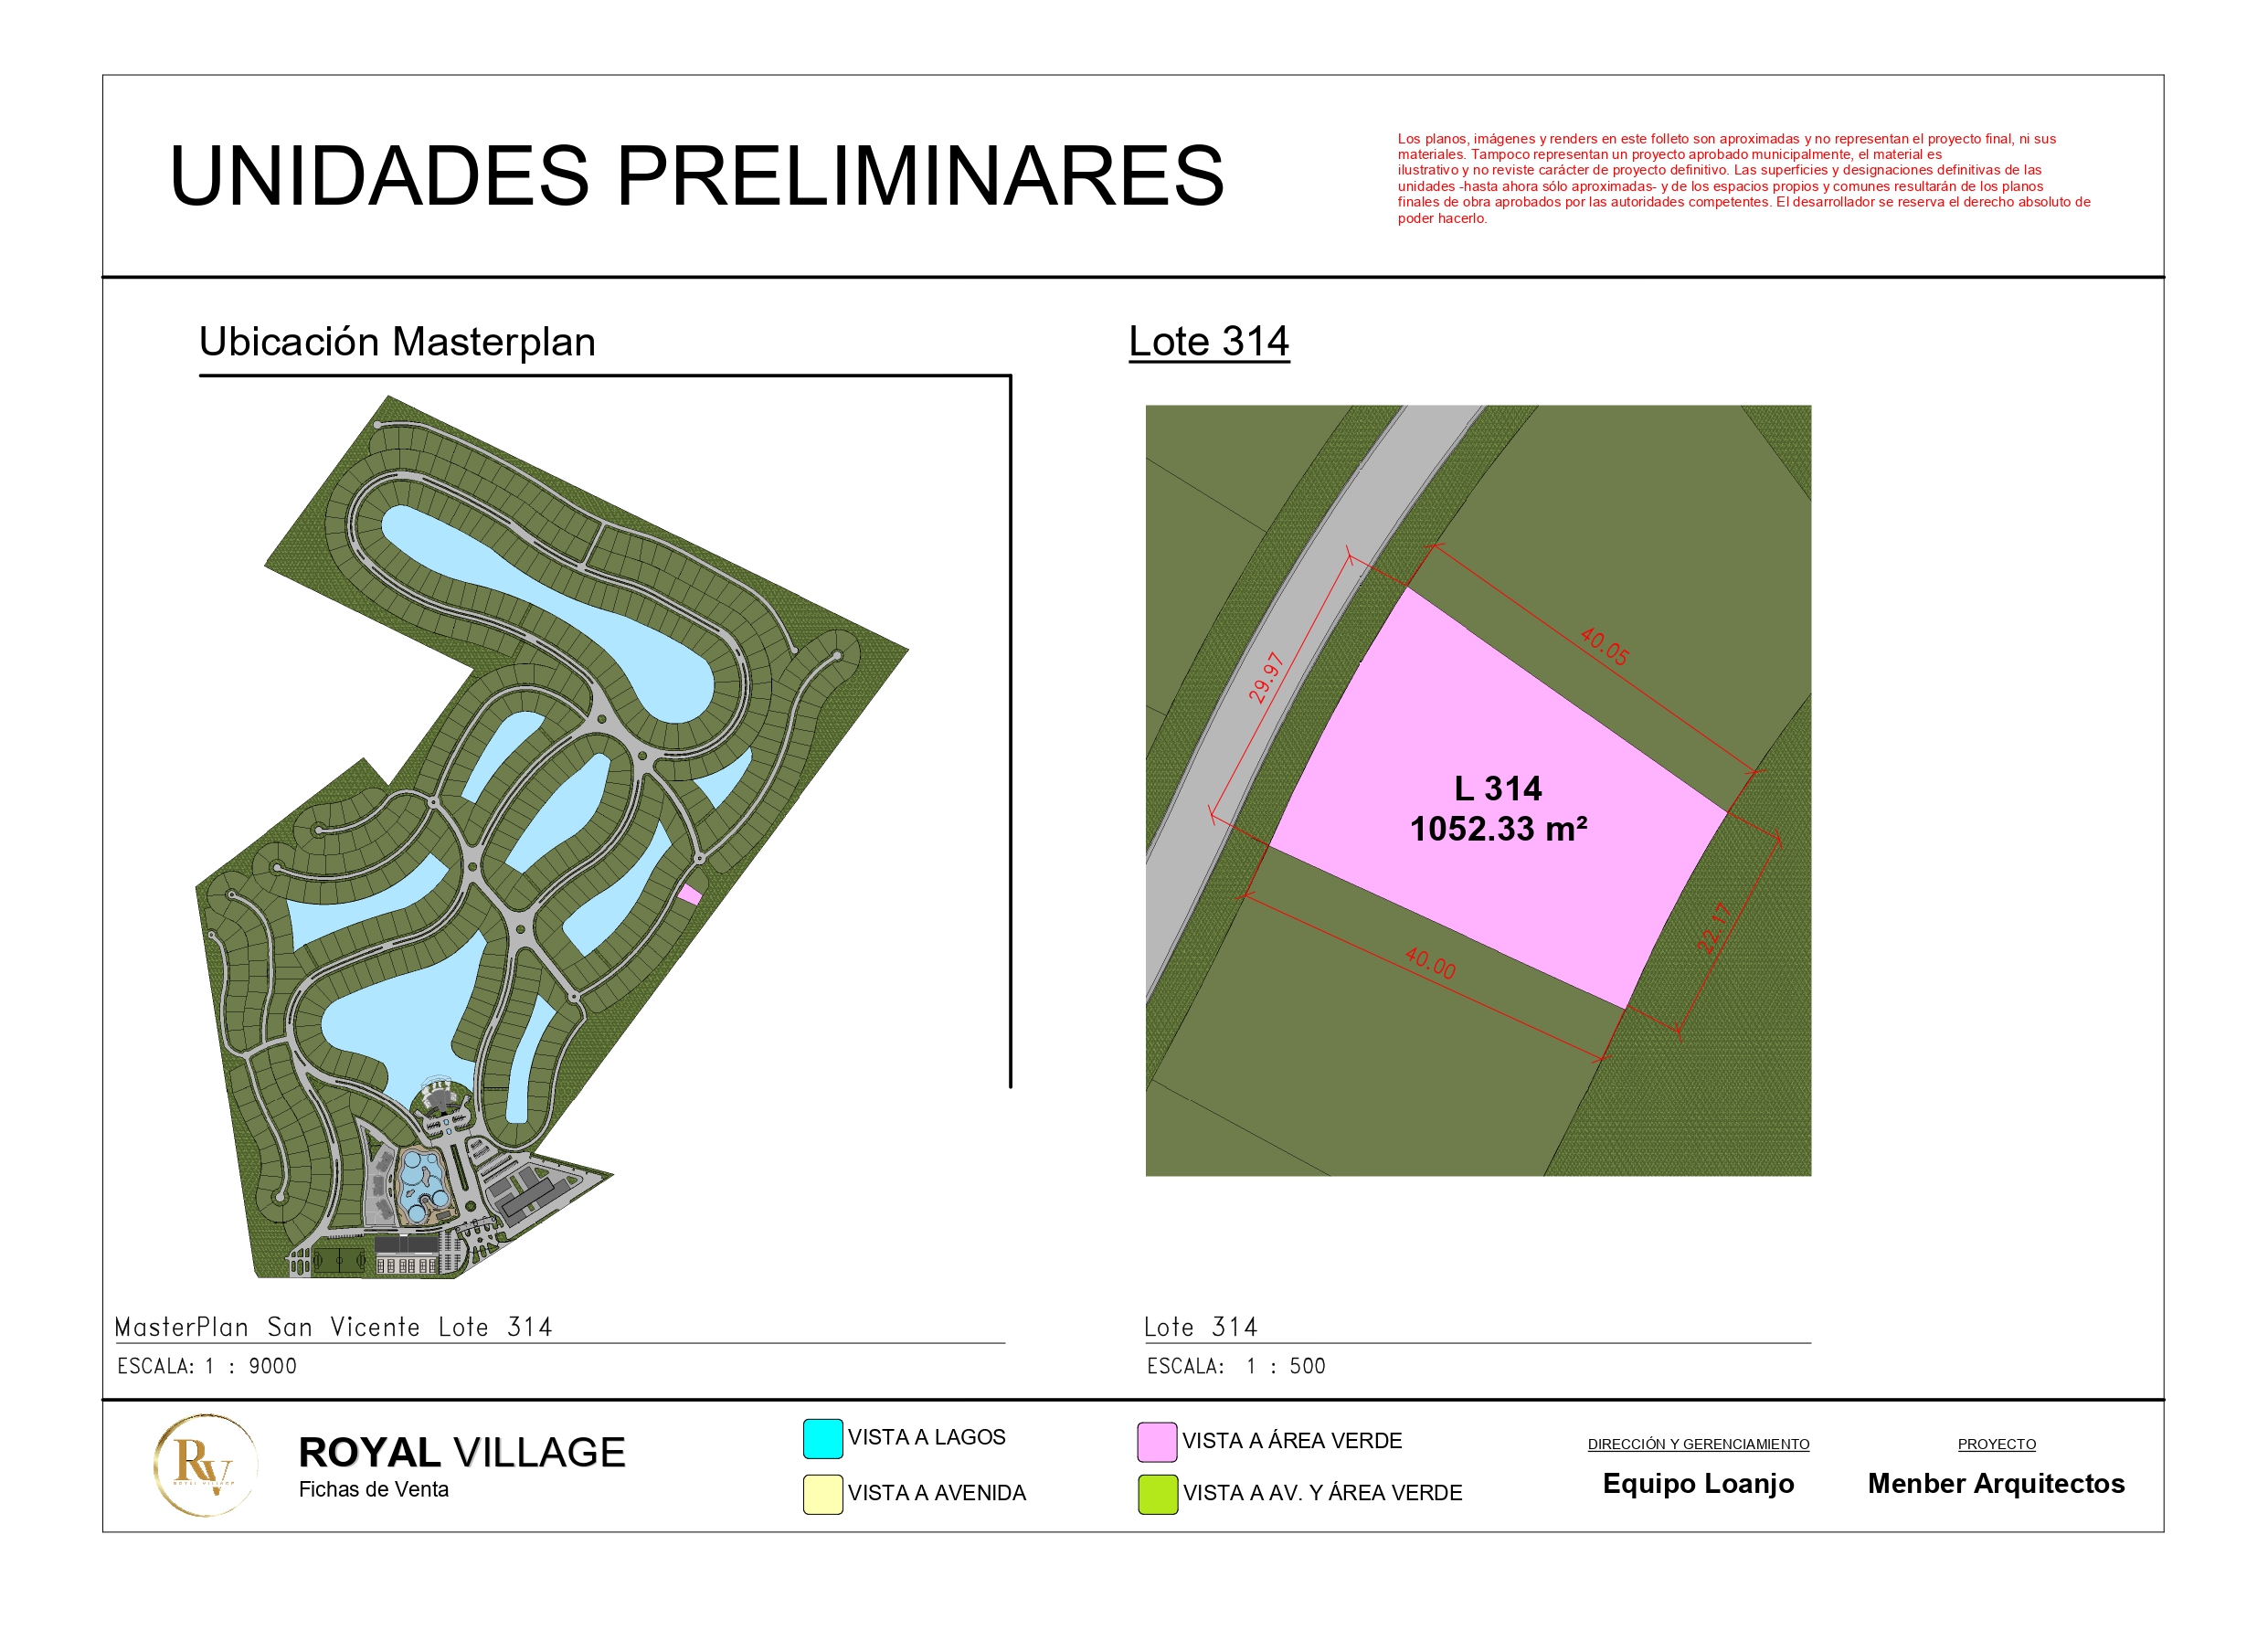 UNIDADES PRELIMINARES
Los planos, imágenes y renders en este folleto son aproximadas y no representan el proyecto final, ni sus
materiales. Tampoco representan un proyecto aprobado municipalmente, el material es
ilustrativo y no reviste carácter de proyecto definitivo. Las superficies y designaciones definitivas de las
unidades -hasta ahora sólo aproximadas- y de los espacios propios y comunes resultarán de los planos
finales de obra aprobados por las autoridades competentes. El desarrollador se reserva el derecho absoluto de
poder hacerlo.
Ubicación Masterplan
Lote 314
40.05
29.97
L 314
1052.33 m²
22.17
40.00
MasterPlan San Vicente Lote 314
ESCALA: 1 : 9000
Lote 314
ESCALA: 1 : 500
RV
ROYAL VILLAGE
ROYAL VILLAGE
Fichas de Venta
VISTA A LAGOS
VISTA A AVENIDA
VISTA A ÁREA VERDE
VISTA A AV. Y ÁREA VERDE
DIRECCIÓN Y GERENCIAMIENTO
Equipo Loanjo
PROYECTO
Menber Arquitectos